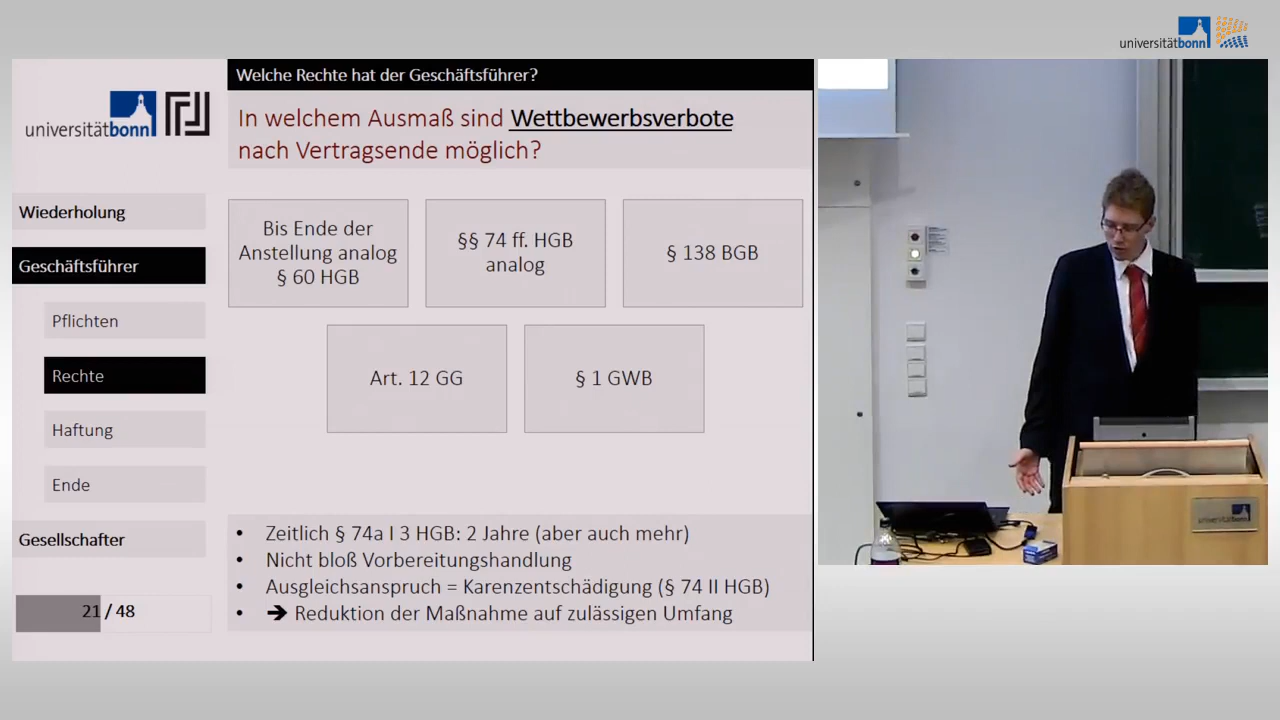 universitätbonn
universitätbonn
Welche Rechte hat der Geschäftsführer?
In welchem Ausmaß sind Wettbewerbsverbote
nach Vertragsende möglich?
Wiederholung
Geschäftsführer
Pflichten
Rechte
Haftung
Ende
Gesellschafter
21 / 48
Bis Ende der
Anstellung analog
§ 60 HGB
§§ 74 ff. HGB
analog
§ 138 BGB
Art. 12 GG
§ 1 GWB
• Zeitlich § 74a I 3 HGB: 2 Jahre (aber auch mehr)
• Nicht bloß Vorbereitungshandlung
• Ausgleichsanspruch = Karenzentschädigung (§ 74 II HGB)
• ➔ Reduktion der Maßnahme auf zulässigen Umfang
universitätbonn